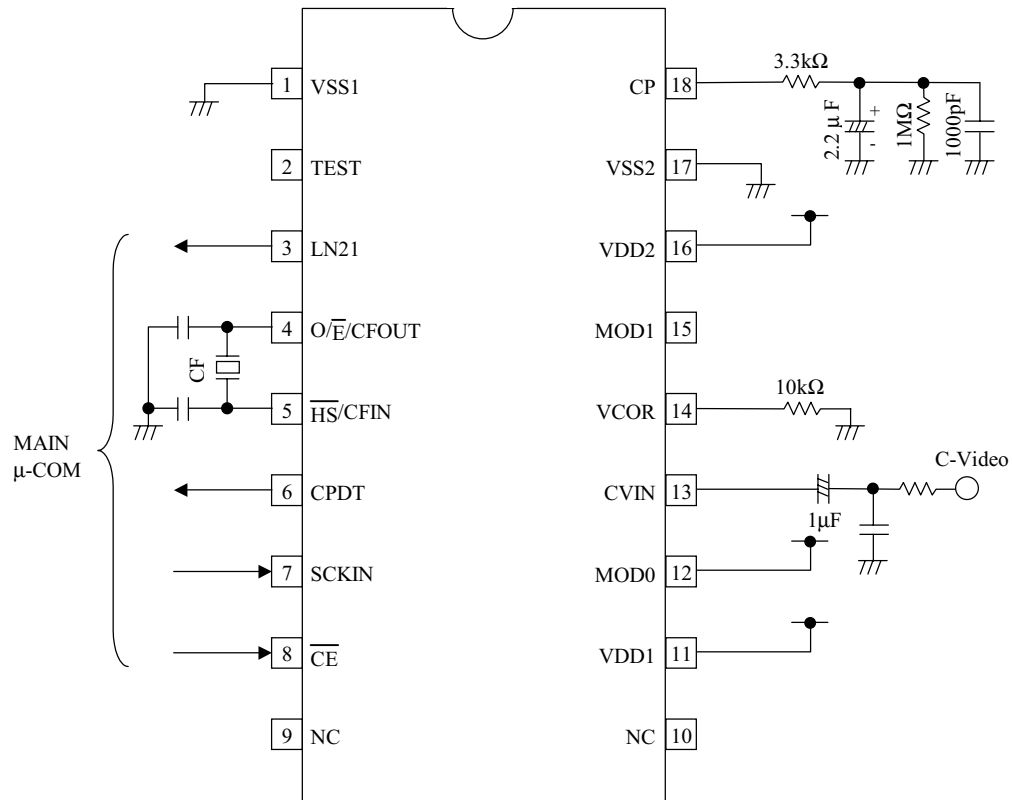 1 VSS1
2 TEST
3 LN21
4 O/E̅/CFOUT
CF
5 H̅S̅/CFIN
MAIN
μ-COM
6 CPDT
7 SCKIN
8 C̅E̅
9 NC
CP 18
3.3kΩ
2.2 μ F
+
-
1MΩ
1000pF
VSS2 17
VDD2 16
MOD1 15
VCOR 14
10kΩ
C-Video
CVIN 13
1μF
MOD0 12
VDD1 11
NC 10